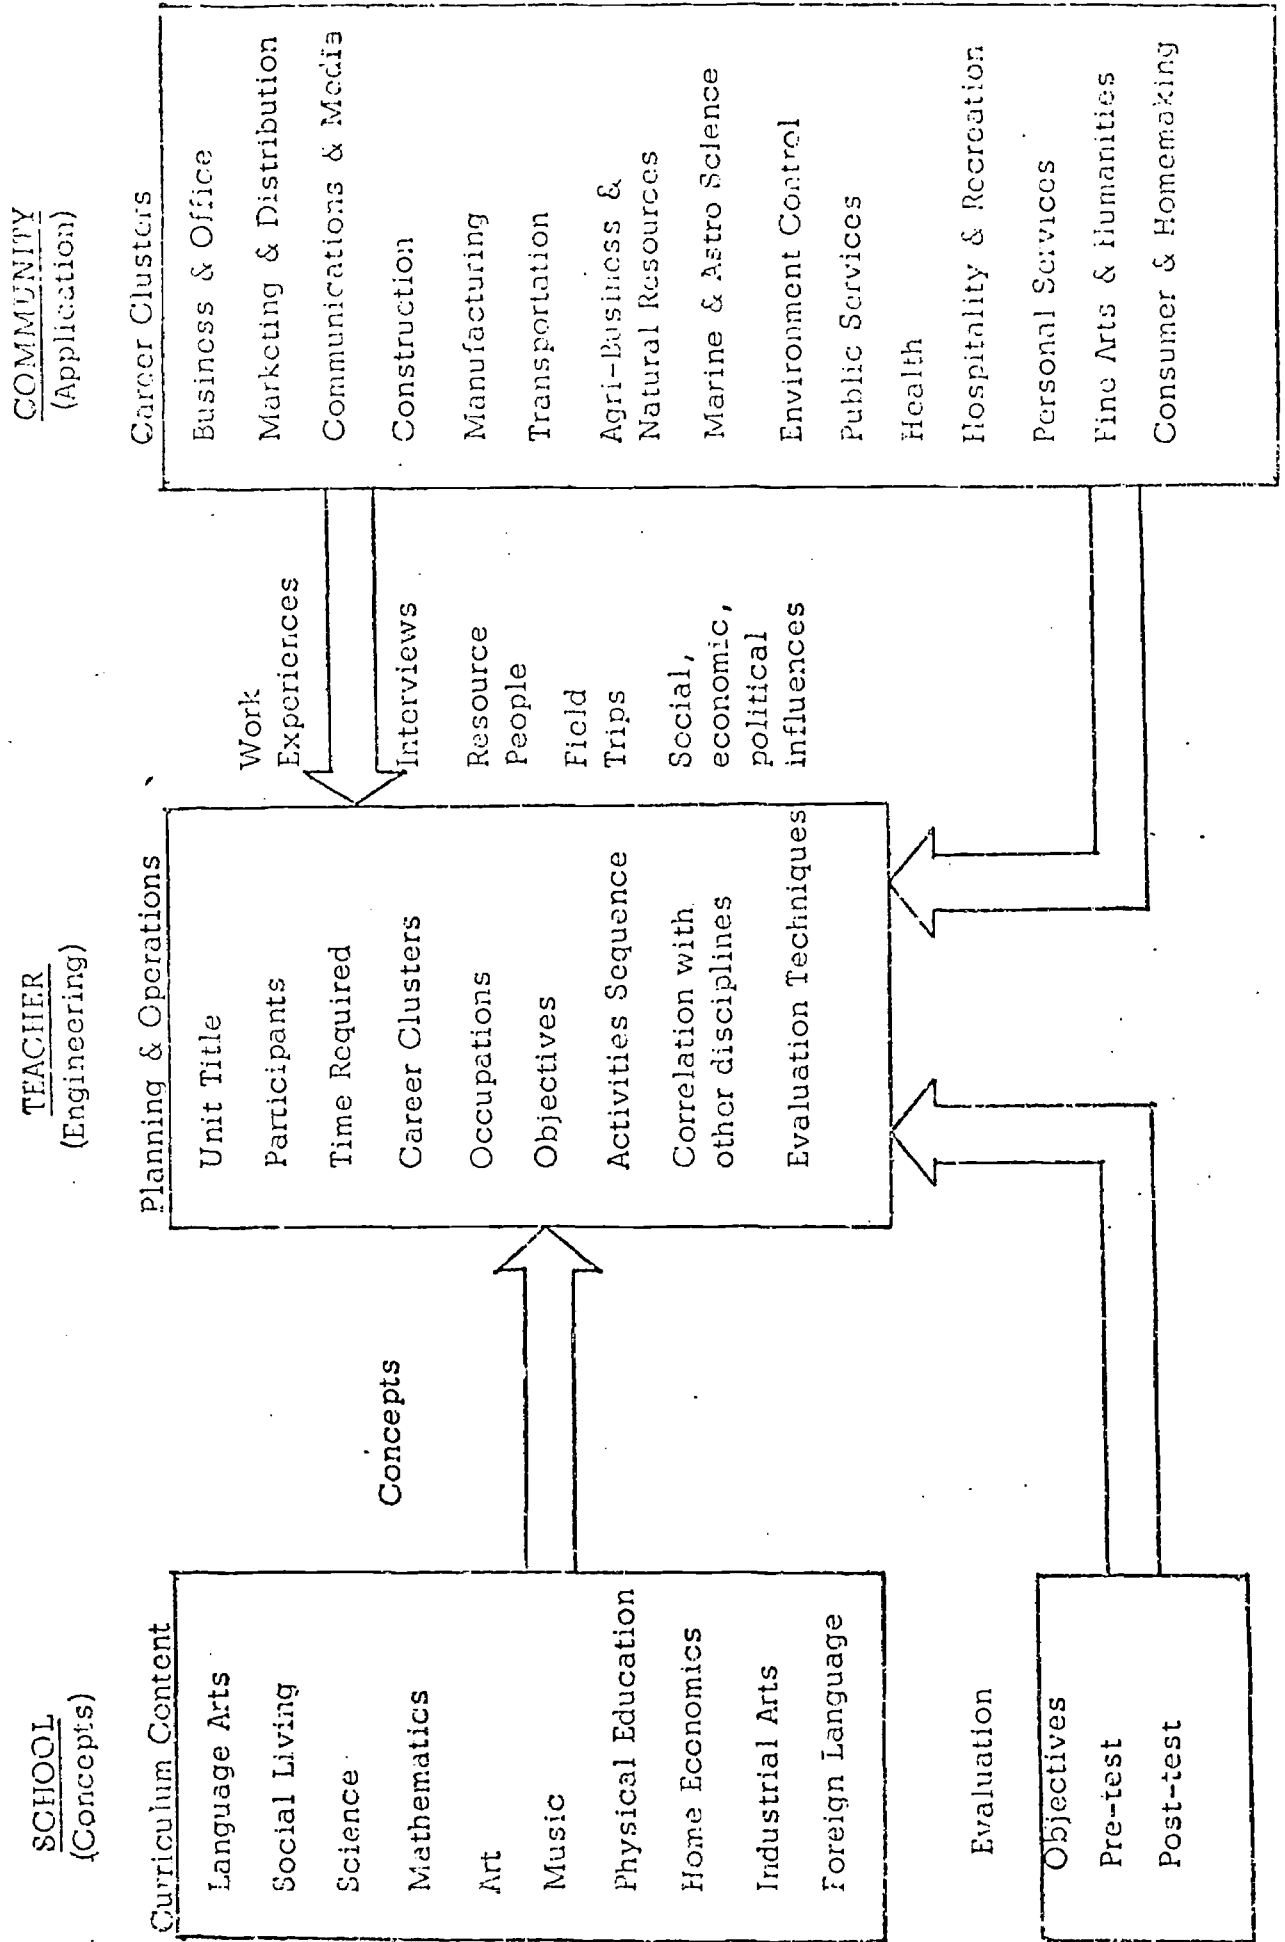 SCHOOL
(Concepts)
Curriculum Content
Language Arts
Social Living
Science
Mathematics
Art
Music
Physical Education
Home Economics
Industrial Arts
Foreign Language
Evaluation
Objectives
Pre-test
Post-test
Concepts
TEACHER
(Engineering)
Planning & Operations
Unit Title
Participants
Time Required
Career Clusters
Occupations
Objectives
Activities Sequence
Correlation with
other disciplines
Evaluation Techniques
Work
Experiences
Interviews
Resource
People
Field
Trips
Social,
economic,
political
influences
COMMUNITY
(Application)
Career Clusters
Business & Office
Marketing & Distribution
Communications & Media
Construction
Manufacturing
Transportation
Agri-Business &
Natural Resources
Marine & Astro Science
Environment Control
Public Services
Health
Hospitality & Recreation
Personal Services
Fine Arts & Humanities
Consumer & Homemaking